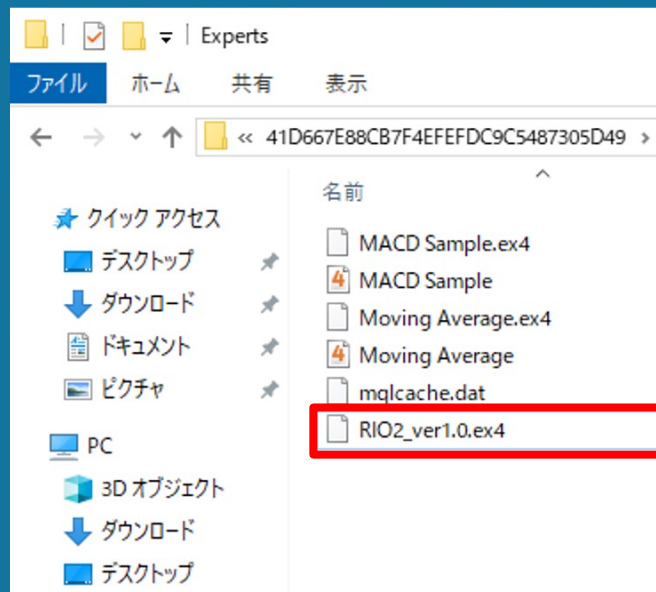 Experts
ファイル ホーム 共有 表示
« 41D667E88CB7F4EFEFDC9C5487305D49 >
名前
クイック アクセス
デスクトップ
ダウンロード
ドキュメント
ピクチャ
PC
3D オブジェクト
ダウンロード
デスクトップ
MACD Sample.ex4
MACD Sample
Moving Average.ex4
Moving Average
mqlcache.dat
RIO2_ver1.0.ex4